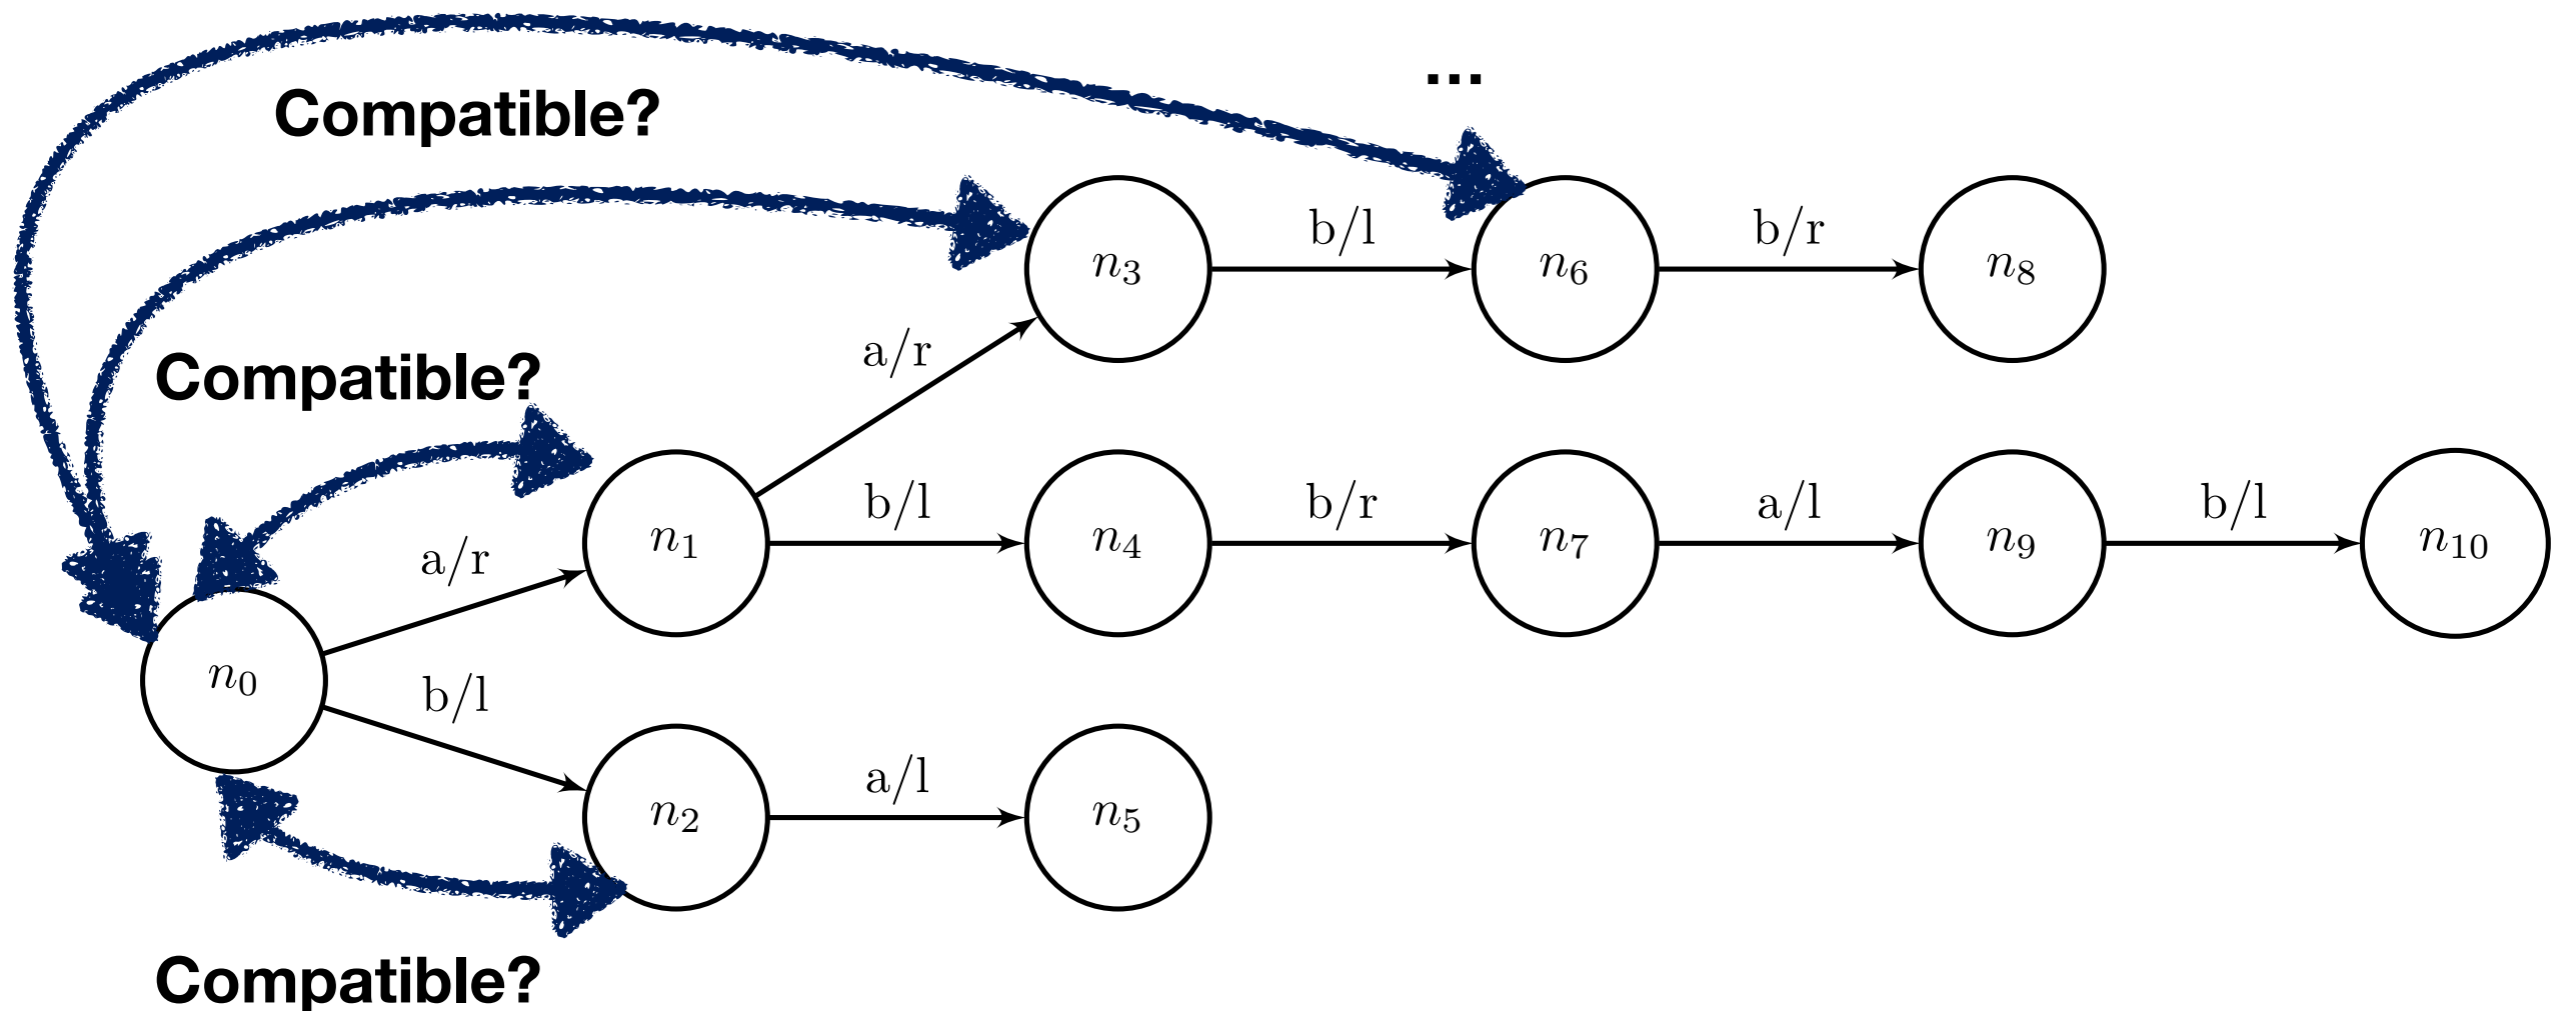 ...
Compatible?
b/l
b/r
n₃
n₆
n₈
a/r
Compatible?
b/l
b/r
a/l
b/l
n₁
n₄
n₇
n₉
n₁₀
a/r
n₀
b/l
a/l
n₂
n₅
Compatible?